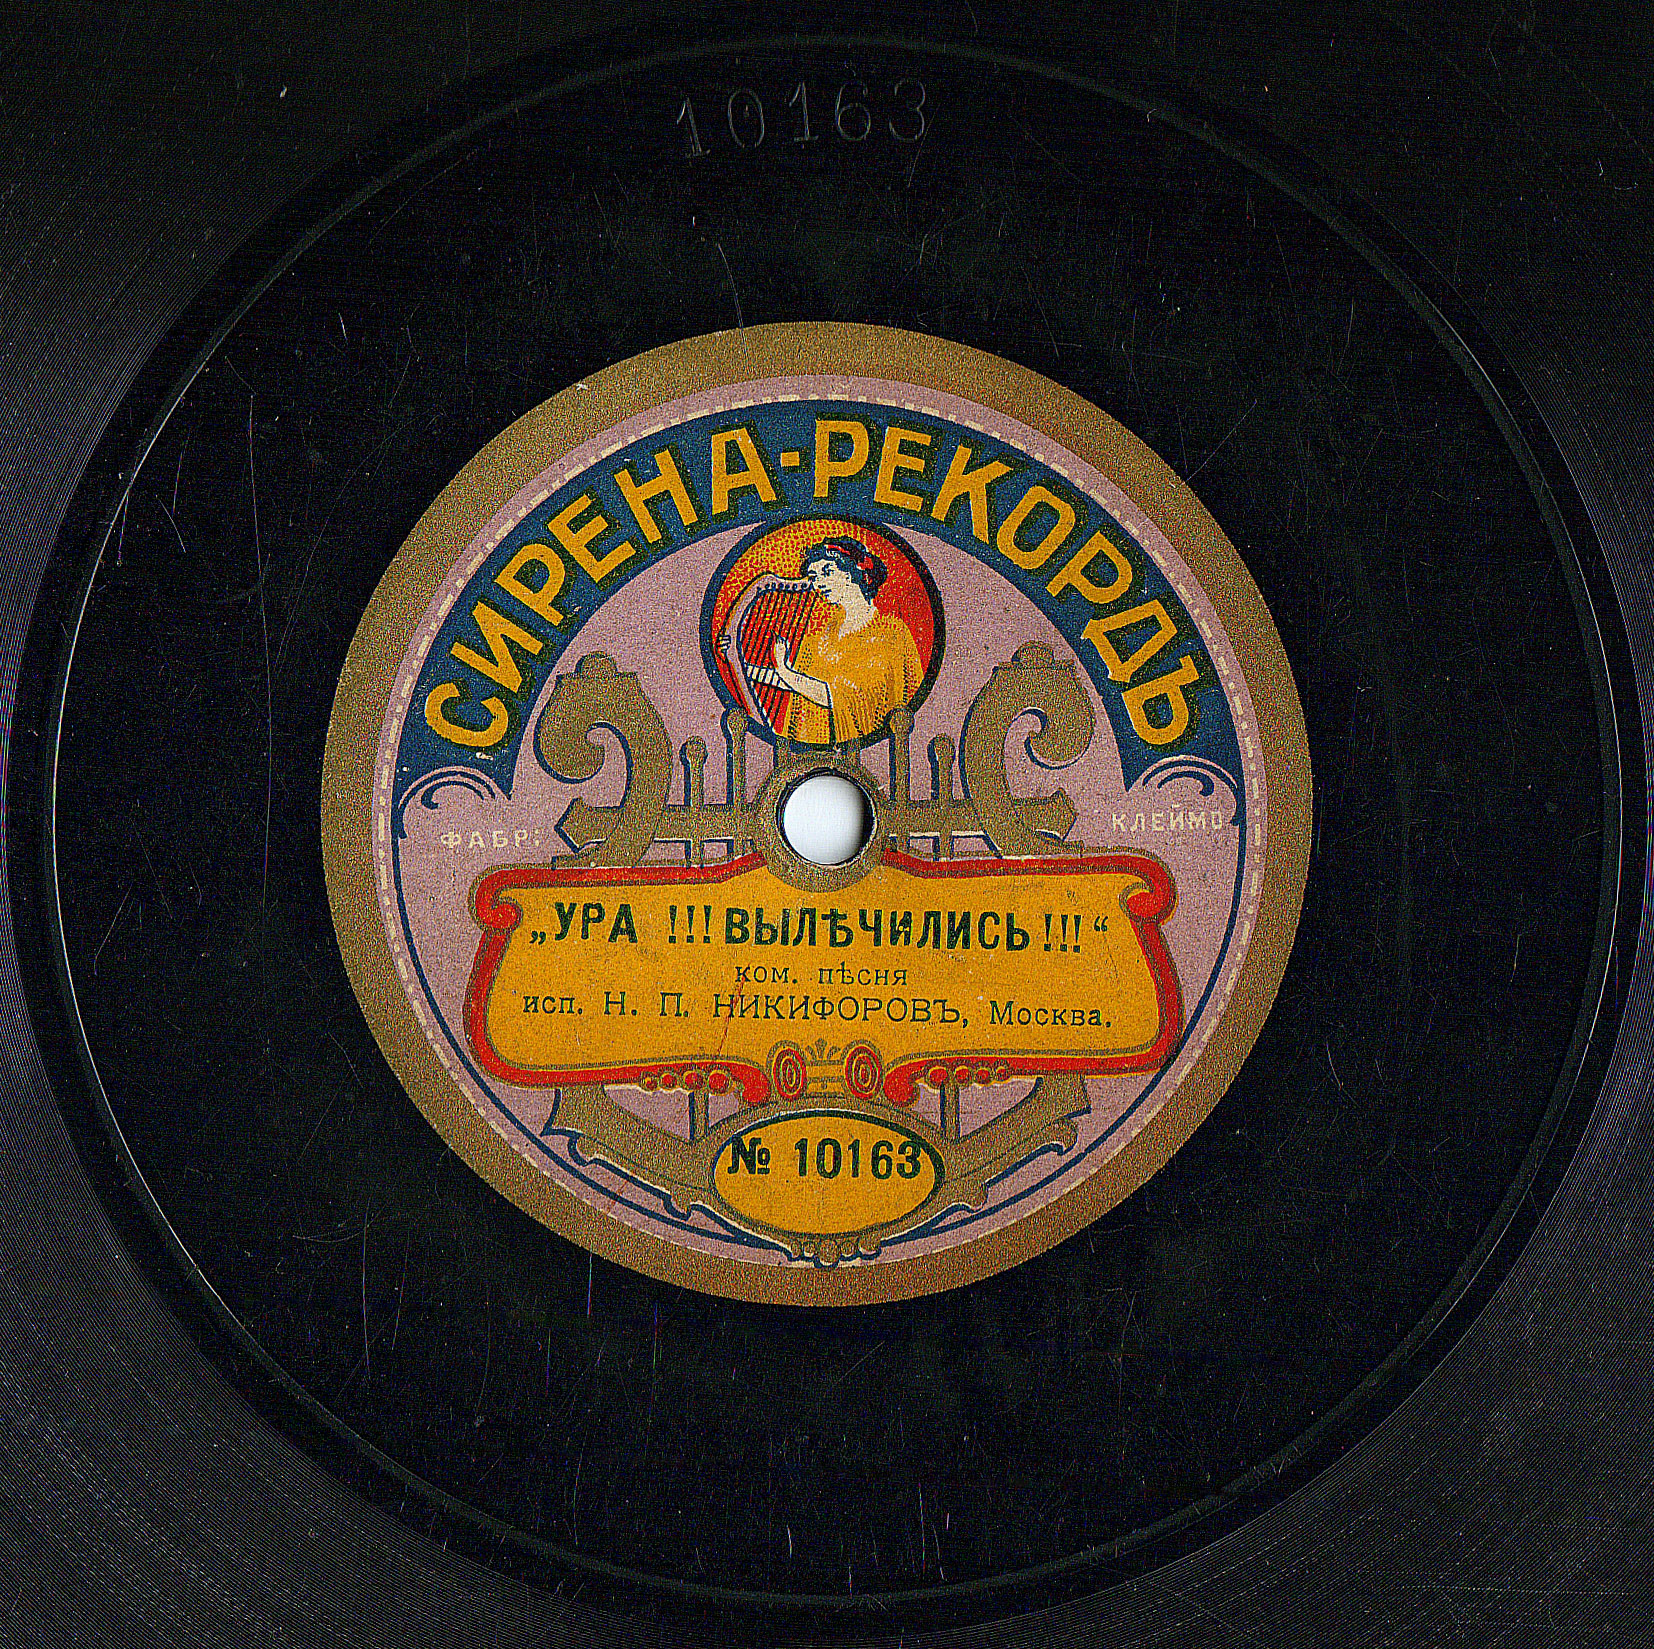 10163
СИРЕНА-РЕКОРДЪ
ФАБР. КЛЕЙМО
„УРА !!! ВЫЛѢЧИЛИСЬ !!!“
ком. пѣсня
исп. Н. П. НИКИФОРОВЪ, Москва.
№ 10163